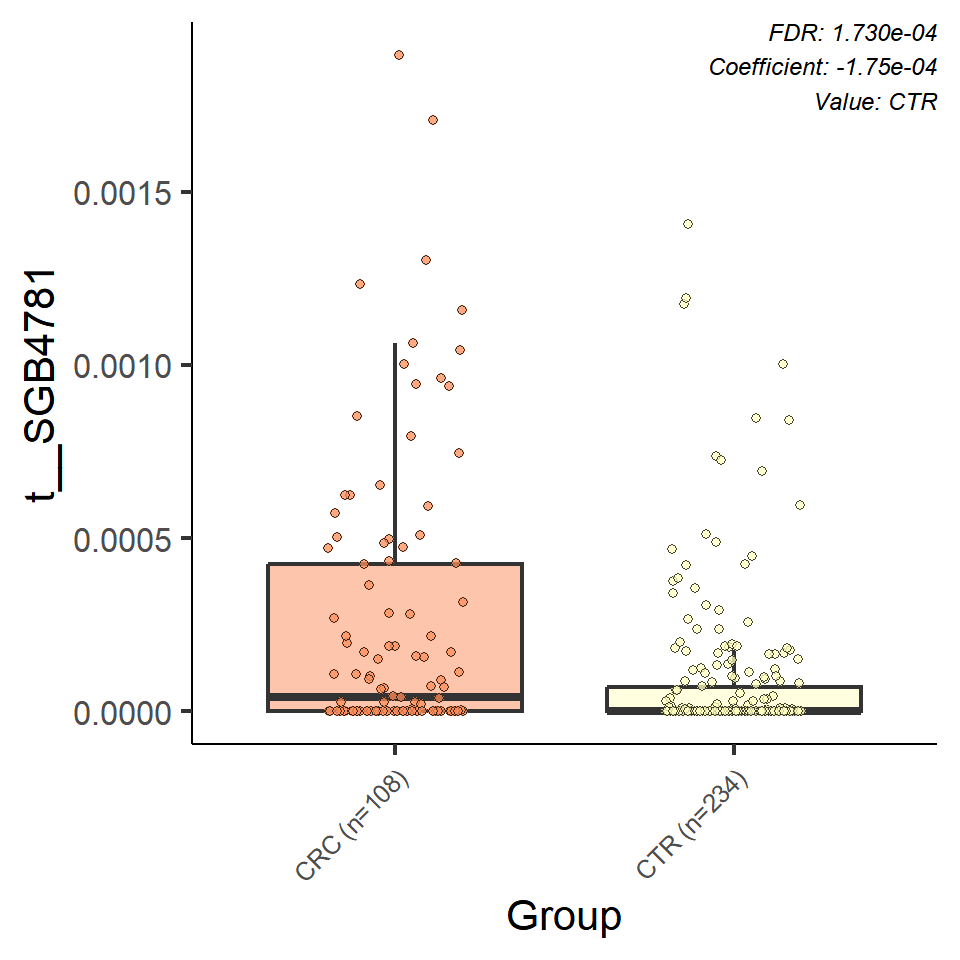 FDR: 1.730e-04
Coefficient: -1.75e-04
Value: CTR
t__SGB4781
0.0015
0.0010
0.0005
0.0000
CRC (n=108)
CTR (n=234)
Group